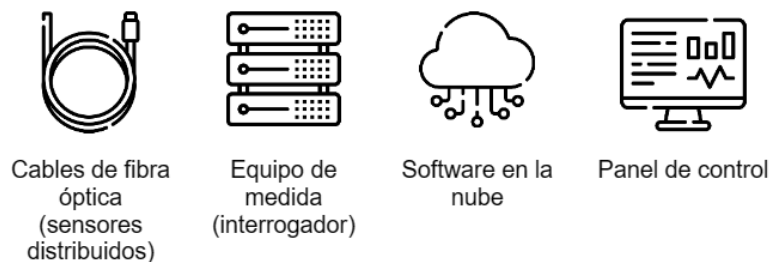 Cables de fibra
óptica
(sensores
distribuidos)
Equipo de
medida
(interrogador)
Software en la
nube
Panel de control